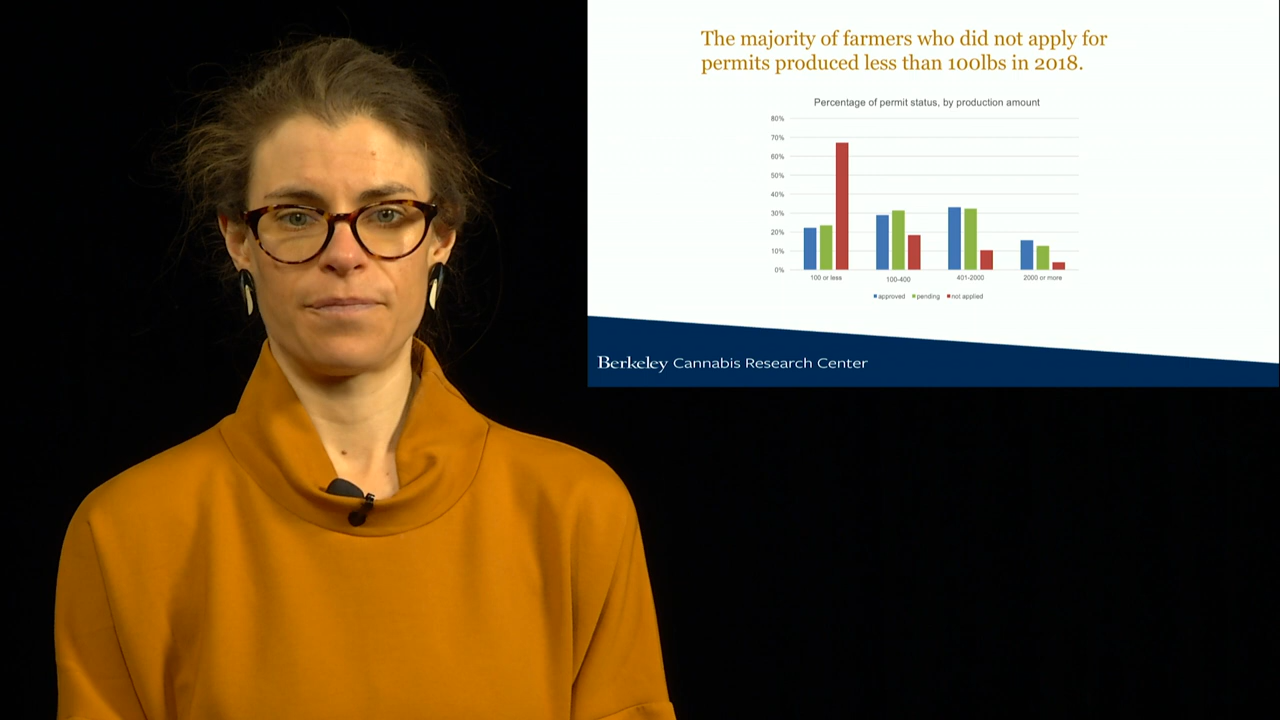 The majority of farmers who did not apply for
permits produced less than 100lbs in 2018.
Percentage of permit status, by production amount
80%
70%
60%
50%
40%
30%
20%
10%
0%
100 or less
100-400
401-2000
2000 or more
approved pending not applied
Berkeley Cannabis Research Center